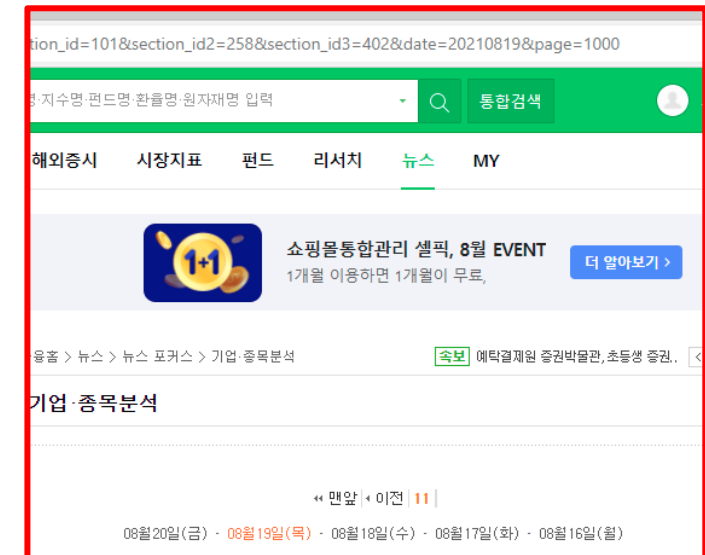 tion_id=101&section_id2=258&section_id3=402&date=20210819&page=1000
·지수명·펀드명·환율명·원자재명 입력 통합검색
해외증시 시장지표 펀드 리서치 뉴스 MY
1+1
쇼핑몰통합관리 셀픽, 8월 EVENT
1개월 이용하면 1개월이 무료,
더 알아보기 >
융홈 > 뉴스 > 뉴스 포커스 > 기업·종목분석 속보 예탁결제원 증권박물관, 초등생 증권..
기업·종목분석
맨앞 이전 11
08월20일(금) · 08월19일(목) · 08월18일(수) · 08월17일(화) · 08월16일(월)